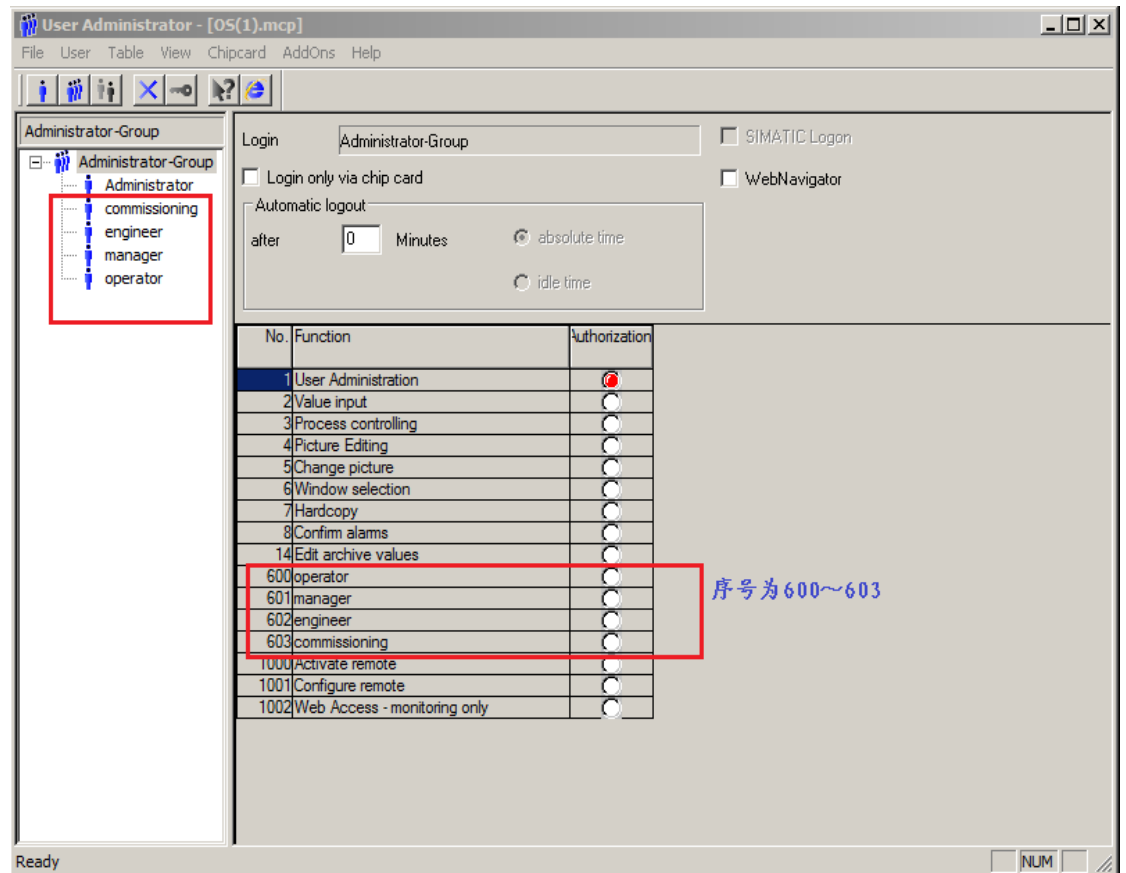 User Administrator - [OS(1).mcp]
File User Table View Chipcard AddOns Help
Administrator-Group
Administrator-Group
Administrator
commissioning
engineer
manager
operator
Login Administrator-Group
SIMATIC Logon
Login only via chip card
WebNavigator
Automatic logout
after 0 Minutes
absolute time
idle time
No. Function Authorization
1 User Administration
2 Value input
3 Process controlling
4 Picture Editing
5 Change picture
6 Window selection
7 Hardcopy
8 Confirm alarms
14 Edit archive values
600 operator
601 manager
602 engineer
603 commissioning
序号为600~603
1000 Activate remote
1001 Configure remote
1002 Web Access - monitoring only
Ready
NUM